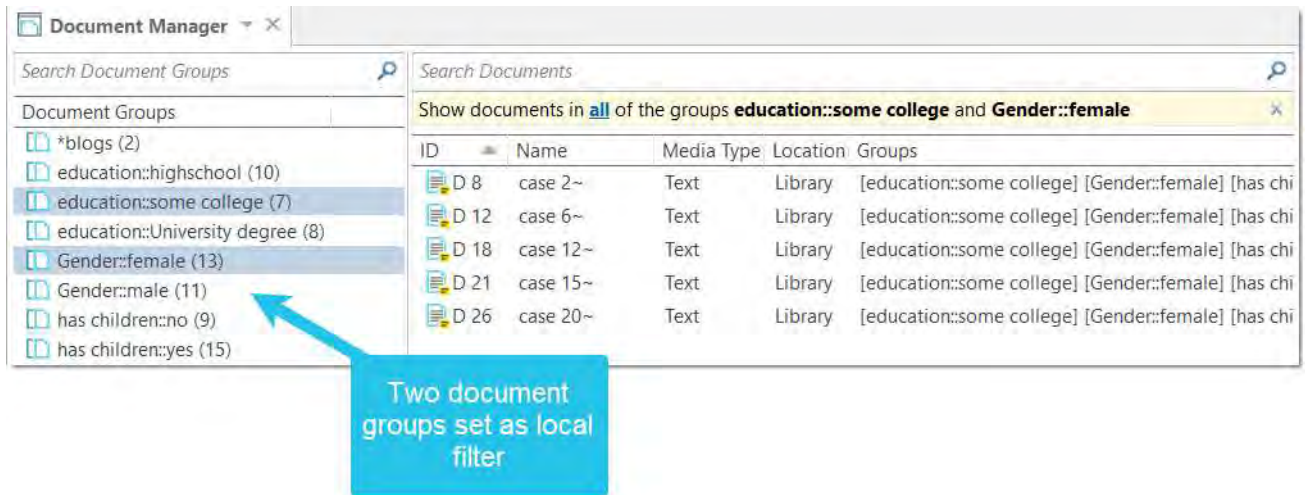 Document Manager
Search Document Groups
Document Groups
*blogs (2)
education::highschool (10)
education::some college (7)
education::University degree (8)
Gender::female (13)
Gender::male (11)
has children::no (9)
has children::yes (15)
Search Documents
Show documents in all of the groups education::some college and Gender::female
ID Name Media Type Location Groups
D 8 case 2~ Text Library [education::some college] [Gender::female] [has chi
D 12 case 6~ Text Library [education::some college] [Gender::female] [has chi
D 18 case 12~ Text Library [education::some college] [Gender::female] [has chi
D 21 case 15~ Text Library [education::some college] [Gender::female] [has chi
D 26 case 20~ Text Library [education::some college] [Gender::female] [has chi
Two document
groups set as local
filter